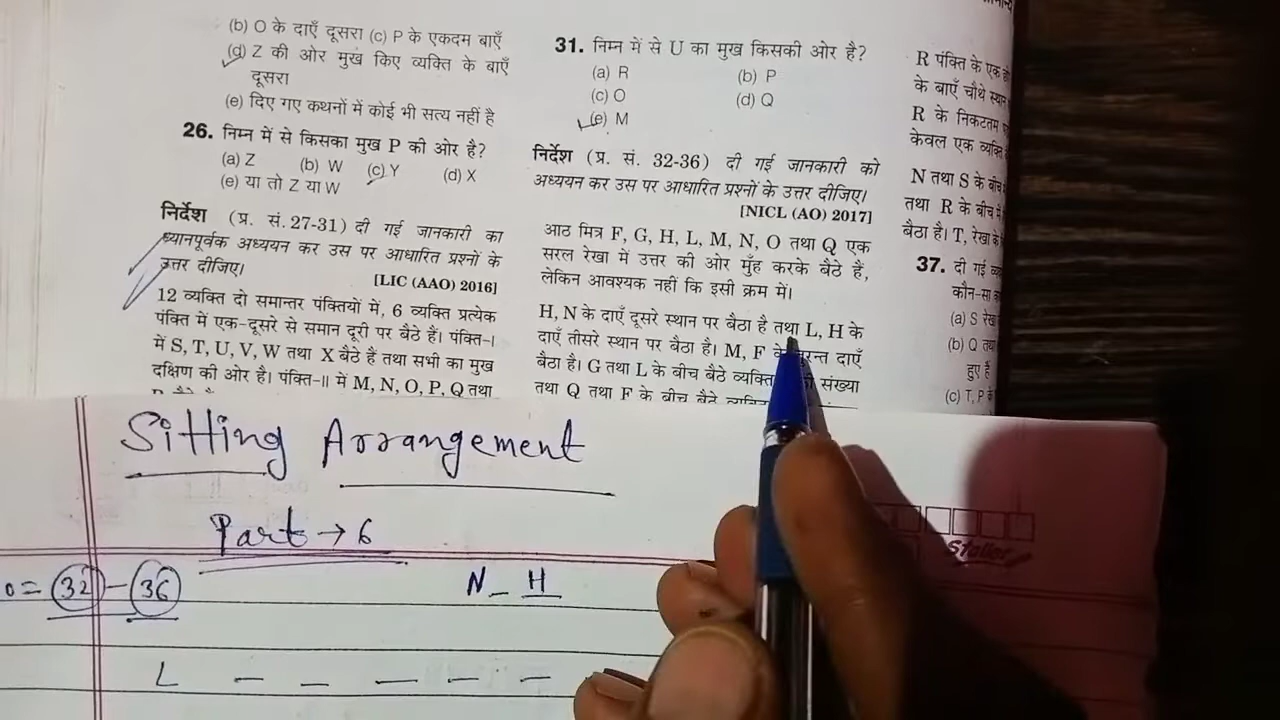 (b) O के दाएँ दूसरा (c) P के एकदम बाएँ
(d) Z की ओर मुख किए व्यक्ति के बाएँ
दूसरा
(e) दिए गए कथनों में कोई भी सत्य नहीं है
26. निम्न में से किसका मुख P की ओर है?
(a) Z (b) W (c) Y (d) X
(e) या तो Z या W
निर्देश (प्र. सं. 27-31) दी गई जानकारी का
ध्यानपूर्वक अध्ययन कर उस पर आधारित प्रश्नों के
उत्तर दीजिए।
[LIC (AAO) 2016]
12 व्यक्ति दो समान्तर पंक्तियों में, 6 व्यक्ति प्रत्येक
पंक्ति में एक-दूसरे से समान दूरी पर बैठे हैं। पंक्ति-I
में S, T, U, V, W तथा X बैठे हैं तथा सभी का मुख
दक्षिण की ओर है। पंक्ति-II में M, N, O, P, Q तथा
31. निम्न में से U का मुख किसकी ओर है?
(a) R (b) P
(c) O (d) Q
(e) M
निर्देश (प्र. सं. 32-36) दी गई जानकारी को
अध्ययन कर उस पर आधारित प्रश्नों के उत्तर दीजिए।
[NICL (AO) 2017]
आठ मित्र F, G, H, L, M, N, O तथा Q एक
सरल रेखा में उत्तर की ओर मुँह करके बैठे हैं,
लेकिन आवश्यक नहीं कि इसी क्रम में।
H, N के दाएँ दूसरे स्थान पर बैठा है तथा L, H के
दाएँ तीसरे स्थान पर बैठा है। M, F के तुरन्त दाएँ
बैठा है। G तथा L के बीच बैठे व्यक्ति संख्या
तथा Q तथा F के बीच बैठे
R पंक्ति के एक
के बाएँ चौथे स्थान
R के निकटतम
केवल एक व्यक्ति
N तथा S के बीच
तथा R के बीच में
बैठा है। T, रेखा के
37. दी गई
कौन-सा
(a) S रेखा
(b) Q तथा
हुए हैं
(c) T, P के
Sitting Arrangement
Part → 6
0 = 32 - 36
N _ H
L _ _ _ _ _
Staller